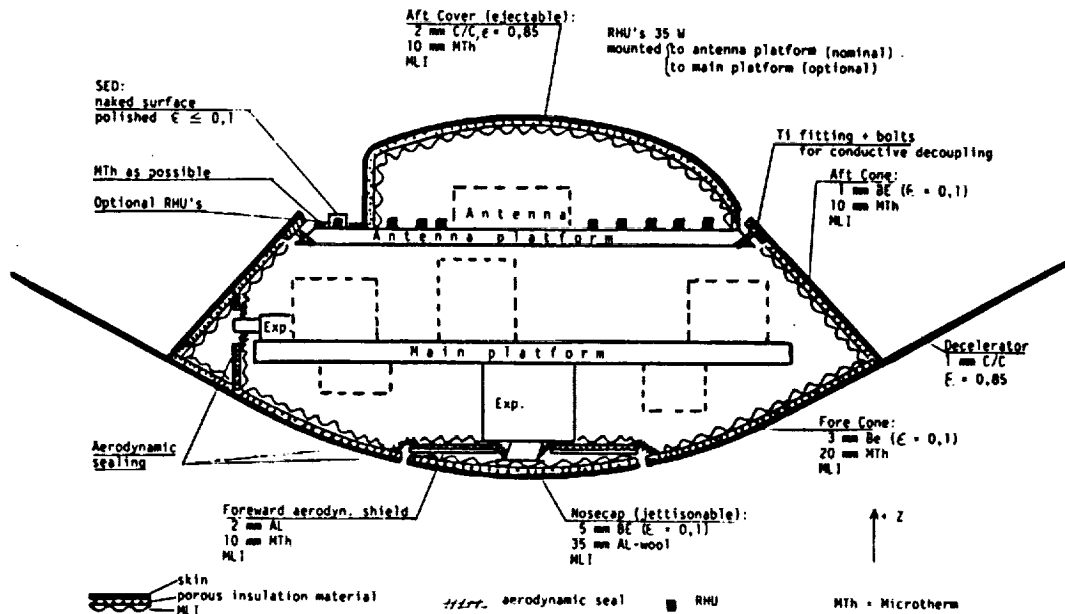 Aft Cover (ejectable):
2 mm C/C, ε = 0,85
10 mm MTh
MLI
RHU's 35 W
mounted to antenna platform (nominal)
to main platform (optional)
SED:
naked surface
polished ε ≤ 0,1
MTh as possible
Optional RHU's
Ti fitting + bolts
for conductive decoupling
Aft Cone:
1 mm BE (ε = 0,1)
10 mm MTh
MLI
Antenna
Antenna platform
Exp.
Main platform
Exp.
Decelerator
1 mm C/C
ε = 0,85
Fore Cone:
3 mm Be (ε = 0,1)
20 mm MTh
MLI
Aerodynamic
sealing
Foreward aerodyn. shield
2 mm AL
10 mm MTh
MLI
Nosecap (jettisonable):
5 mm BE (ε = 0,1)
35 mm AL-wool
MLI
+ Z
skin
porous insulation material
MLI
aerodynamic seal
RHU
MTh = Microtherm